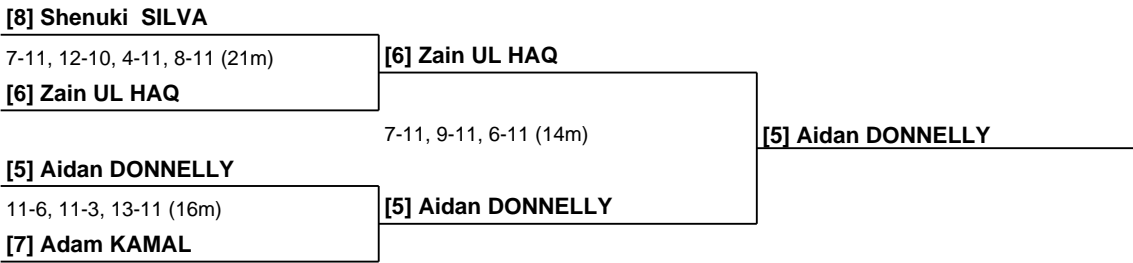 [8] Shenuki  SILVA
7-11, 12-10, 4-11, 8-11 (21m)
[6] Zain UL HAQ
[6] Zain UL HAQ
7-11, 9-11, 6-11 (14m)
[5] Aidan DONNELLY
[5] Aidan DONNELLY
11-6, 11-3, 13-11 (16m)
[5] Aidan DONNELLY
[7] Adam KAMAL